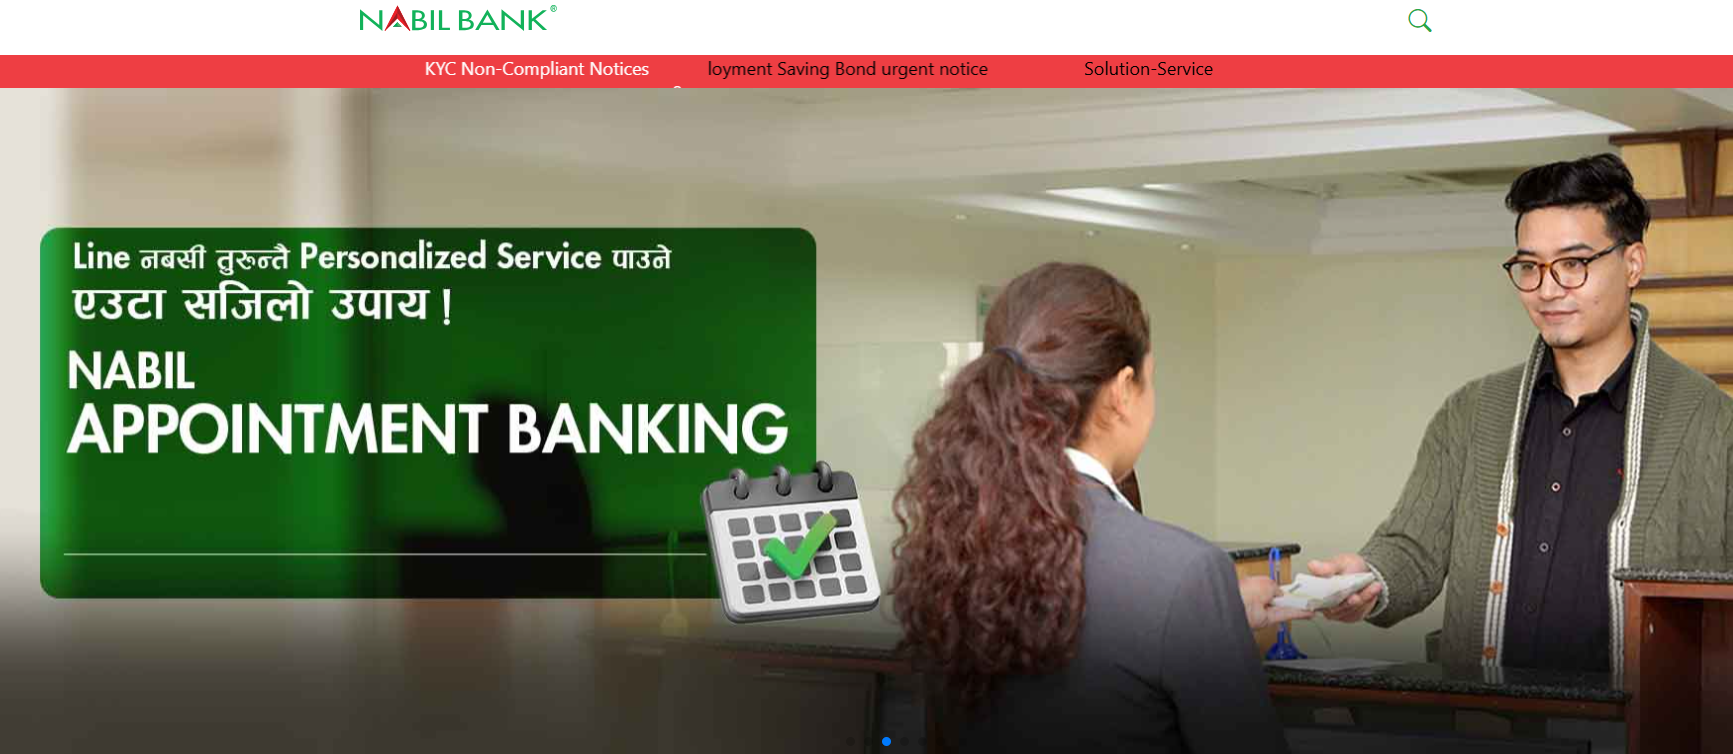 NABIL BANK®
KYC Non-Compliant Notices loyment Saving Bond urgent notice Solution-Service
Line नबसी तुरुन्तै Personalized Service पाउने
एउटा सजिलो उपाय !
NABIL
APPOINTMENT BANKING